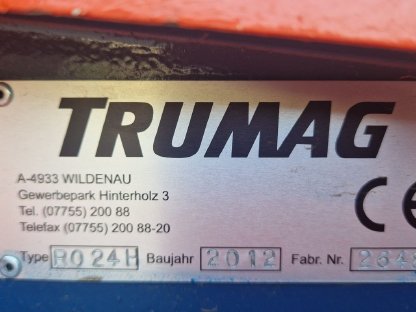 TRUMAG
A-4933 WILDENAU
Gewerbepark Hinterholz 3
Tel. (07755) 200 88
Telefax (07755) 200 88-20
CE
Type RO24H Baujahr 2012 Fabr. Nr.